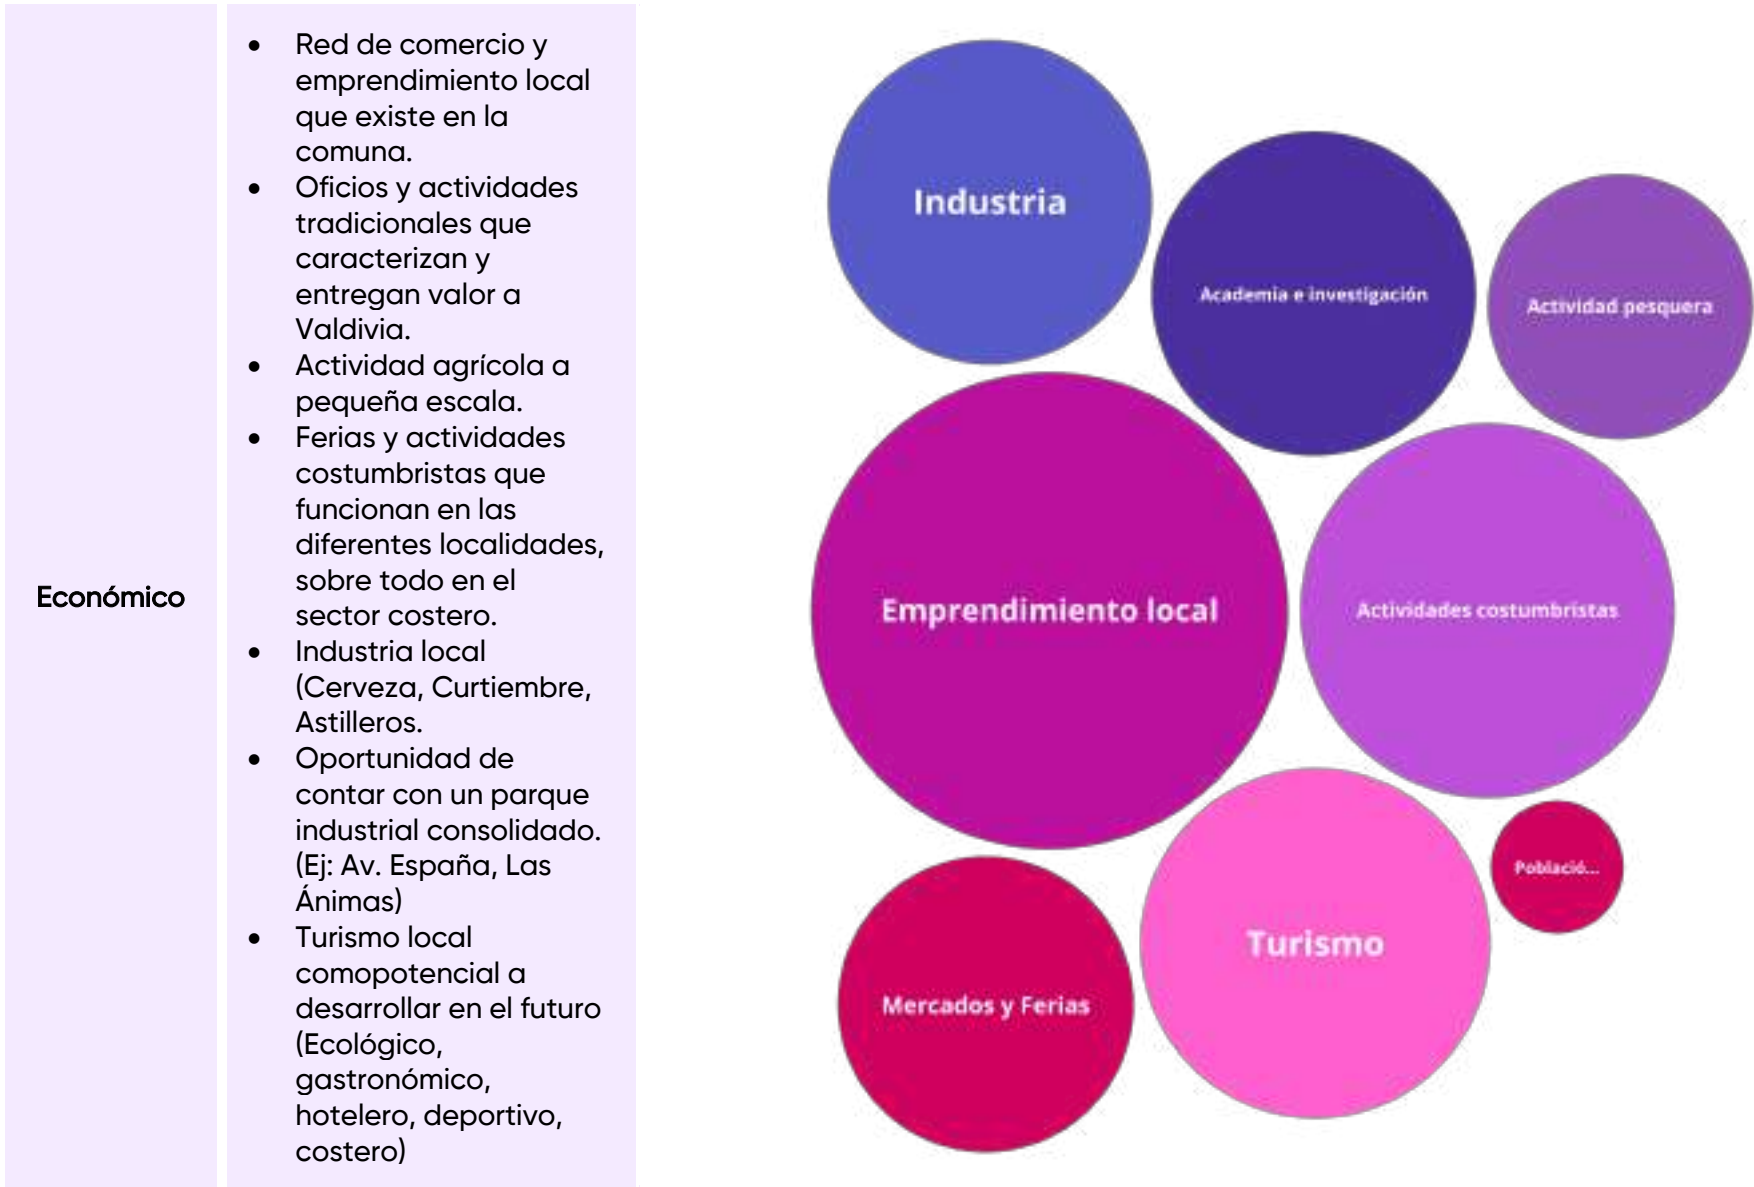 Económico
• Red de comercio y
emprendimiento local
que existe en la
comuna.
• Oficios y actividades
tradicionales que
caracterizan y
entregan valor a
Valdivia.
• Actividad agrícola a
pequeña escala.
• Ferias y actividades
costumbristas que
funcionan en las
diferentes localidades,
sobre todo en el
sector costero.
• Industria local
(Cerveza, Curtiembre,
Astilleros.
• Oportunidad de
contar con un parque
industrial consolidado.
(Ej: Av. España, Las
Ánimas)
• Turismo local
comopotencial a
desarrollar en el futuro
(Ecológico,
gastronómico,
hotelero, deportivo,
costero)
Industria
Academia e investigación
Actividad pesquera
Emprendimiento local
Actividades costumbristas
Població...
Turismo
Mercados y Ferias